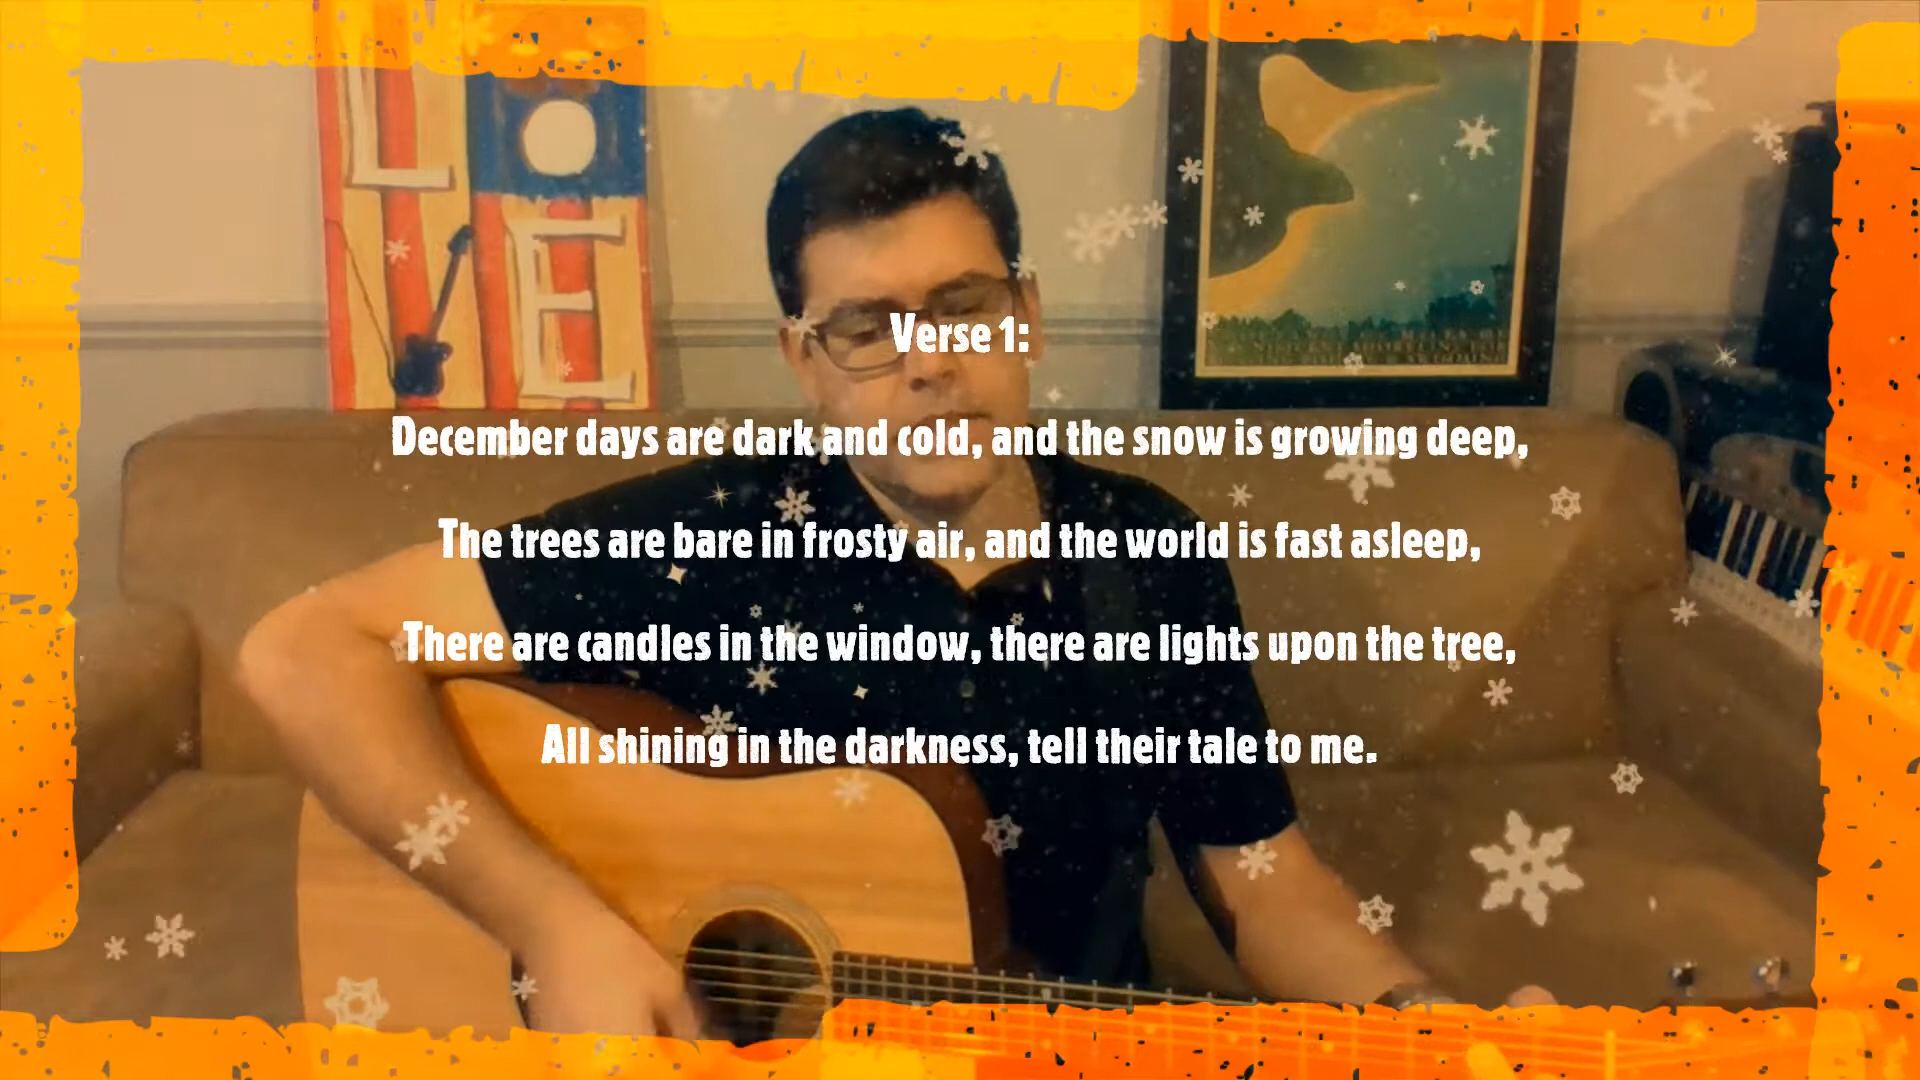 LOVE
Verse 1:
December days are dark and cold, and the snow is growing deep,
The trees are bare in frosty air, and the world is fast asleep,
There are candles in the window, there are lights upon the tree,
All shining in the darkness, tell their tale to me.